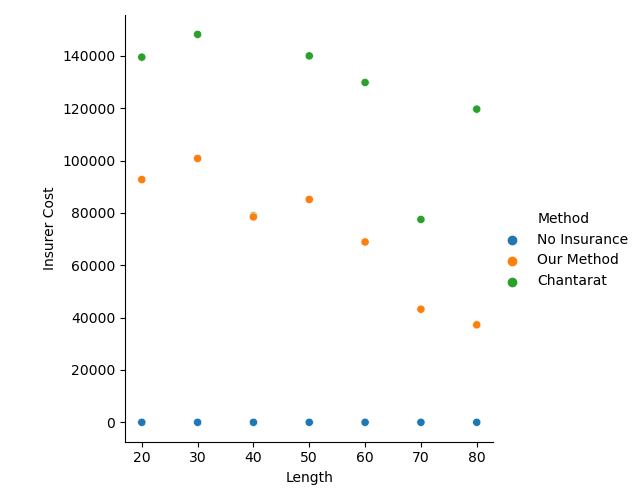 140000
120000
100000
80000
60000
40000
20000
0
Insurer Cost
20 30 40 50 60 70 80
Length
Method
No Insurance
Our Method
Chantarat